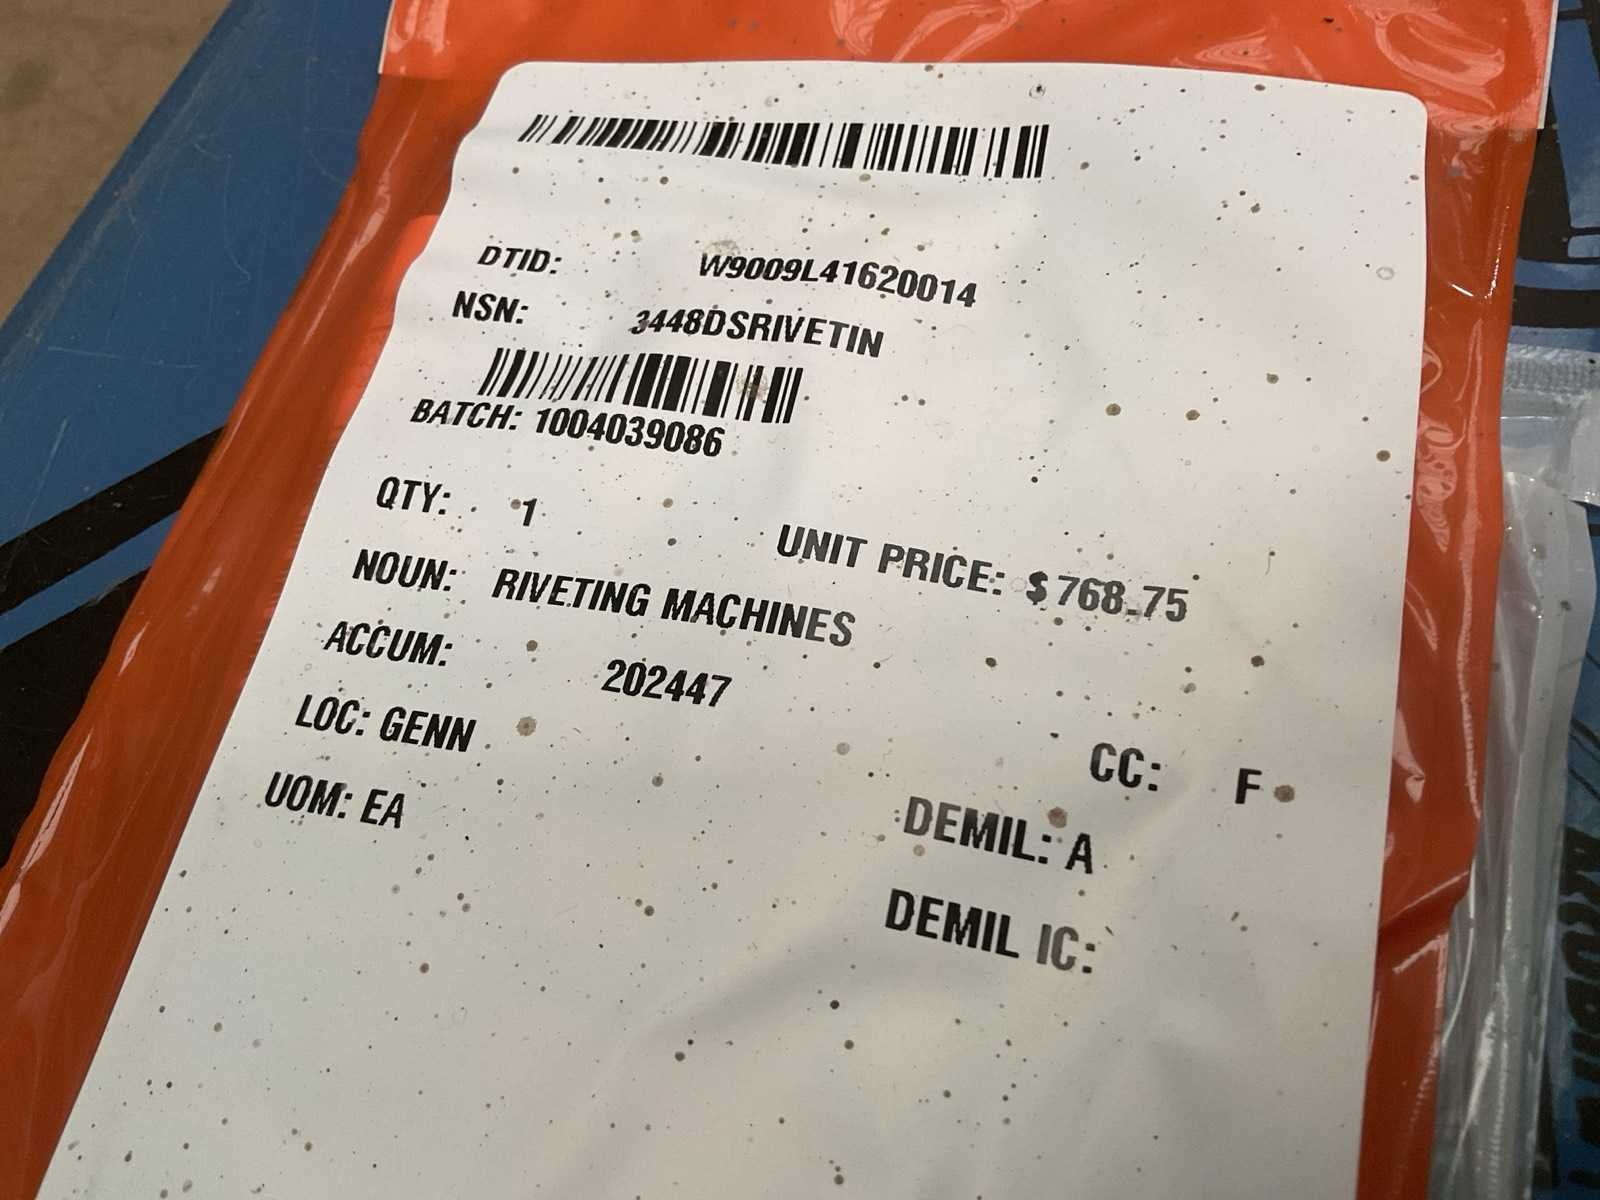 DTID: W9009L41620014
NSN: 3448DSRIVETIN
BATCH: 1004039086
QTY: 1
UNIT PRICE: $ 768.75
NOUN: RIVETING MACHINES
ACCUM: 202447
LOC: GENN
CC: F
UOM: EA
DEMIL: A
DEMIL IC: